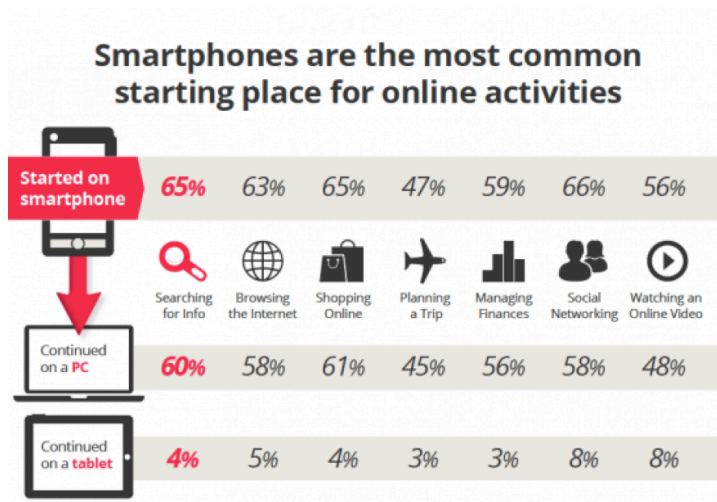 Smartphones are the most common
starting place for online activities
Started on
smartphone
65% 63% 65% 47% 59% 66% 56%
Searching
for Info
Browsing
the Internet
Shopping
Online
Planning
a Trip
Managing
Finances
Social
Networking
Watching an
Online Video
Continued
on a PC
60% 58% 61% 45% 56% 58% 48%
Continued
on a tablet
4% 5% 4% 3% 3% 8% 8%